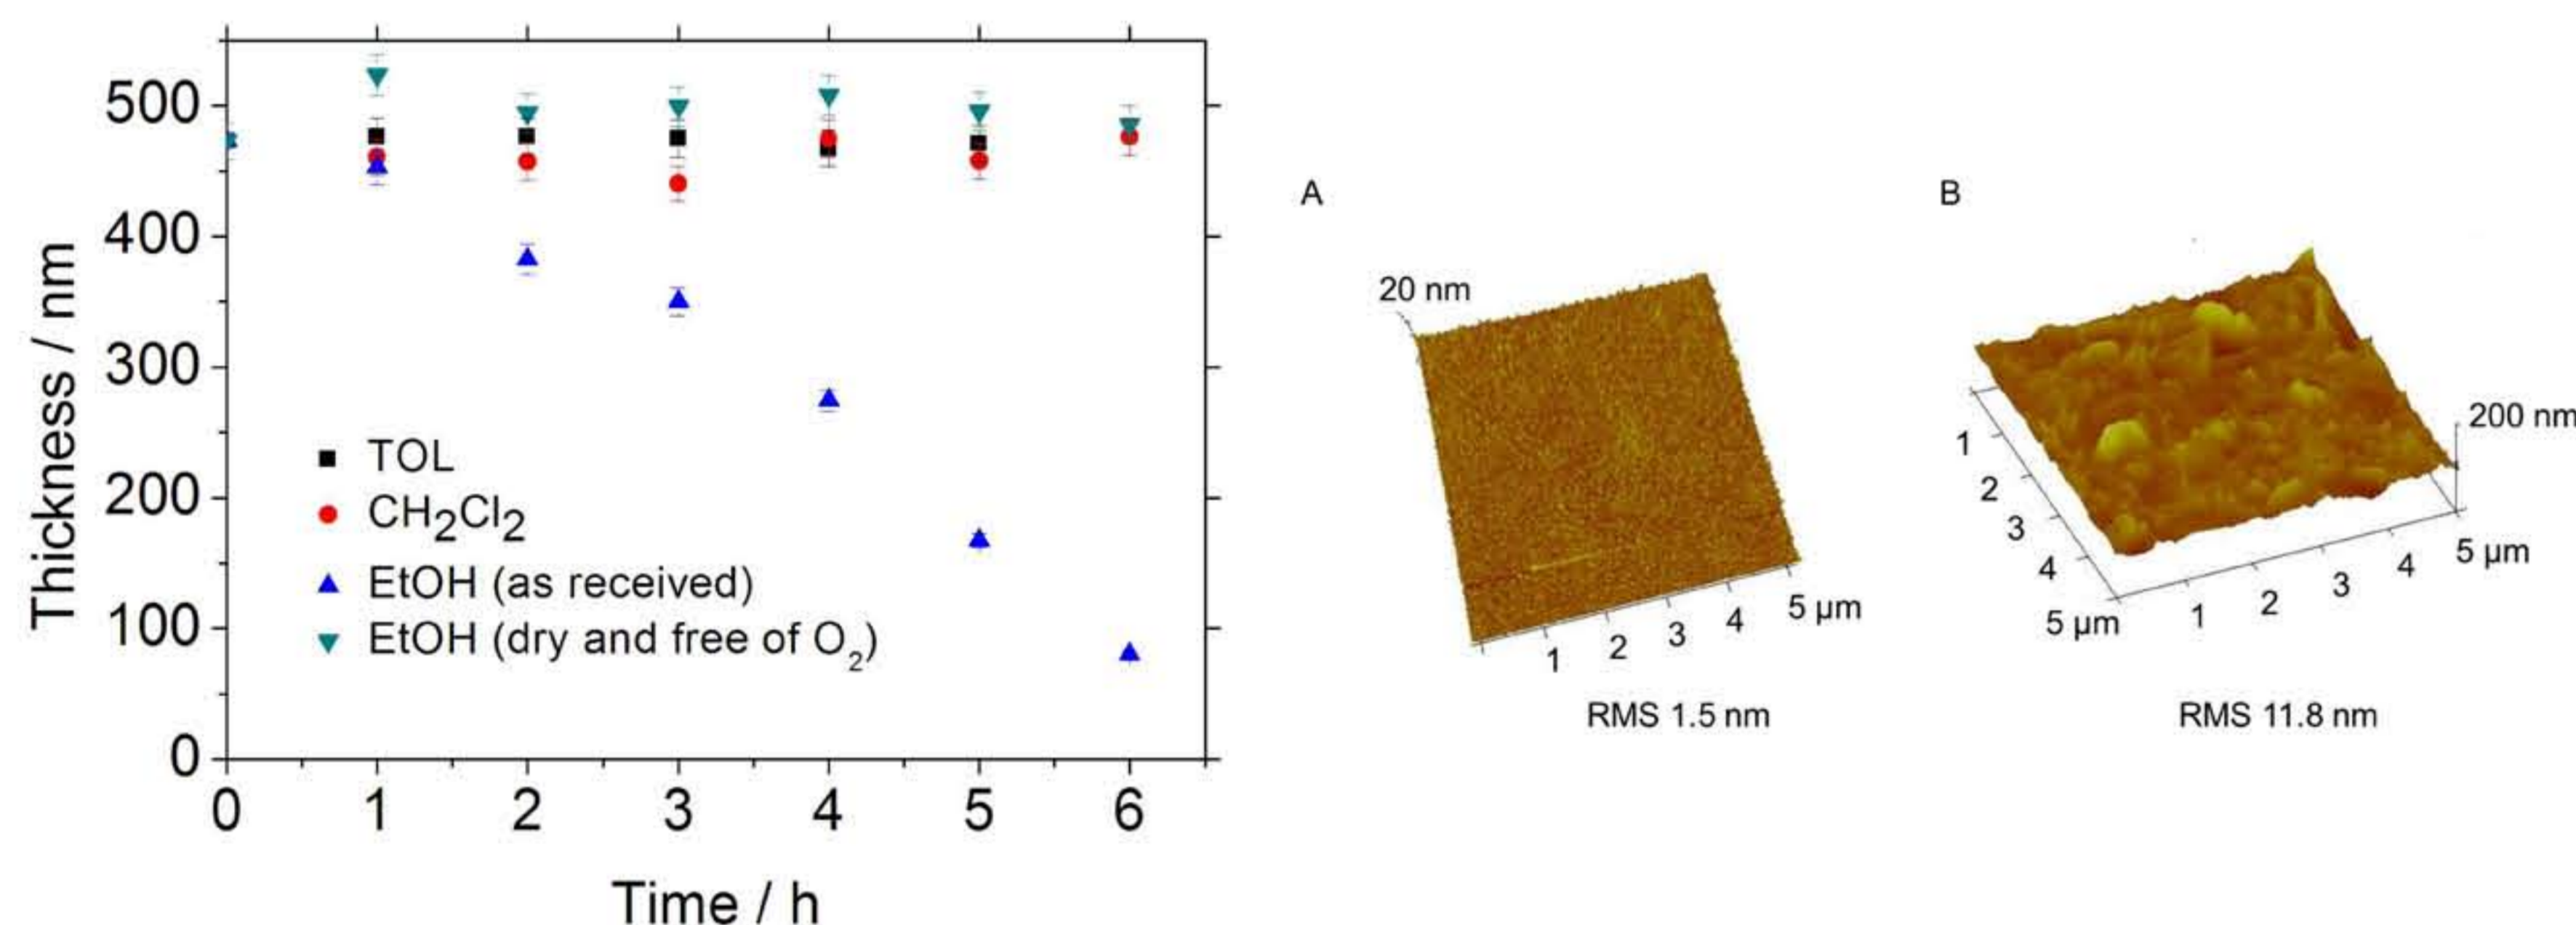 Thickness / nm
500
400
300
200
100
0
TOL
CH2Cl2
EtOH (as received)
EtOH (dry and free of O2)
0 1 2 3 4 5 6
Time / h
A
20 nm
1 2 3 4 5 µm
RMS 1.5 nm
B
200 nm
1
2
3
4
5 µm
1 2 3 4 5 µm
RMS 11.8 nm